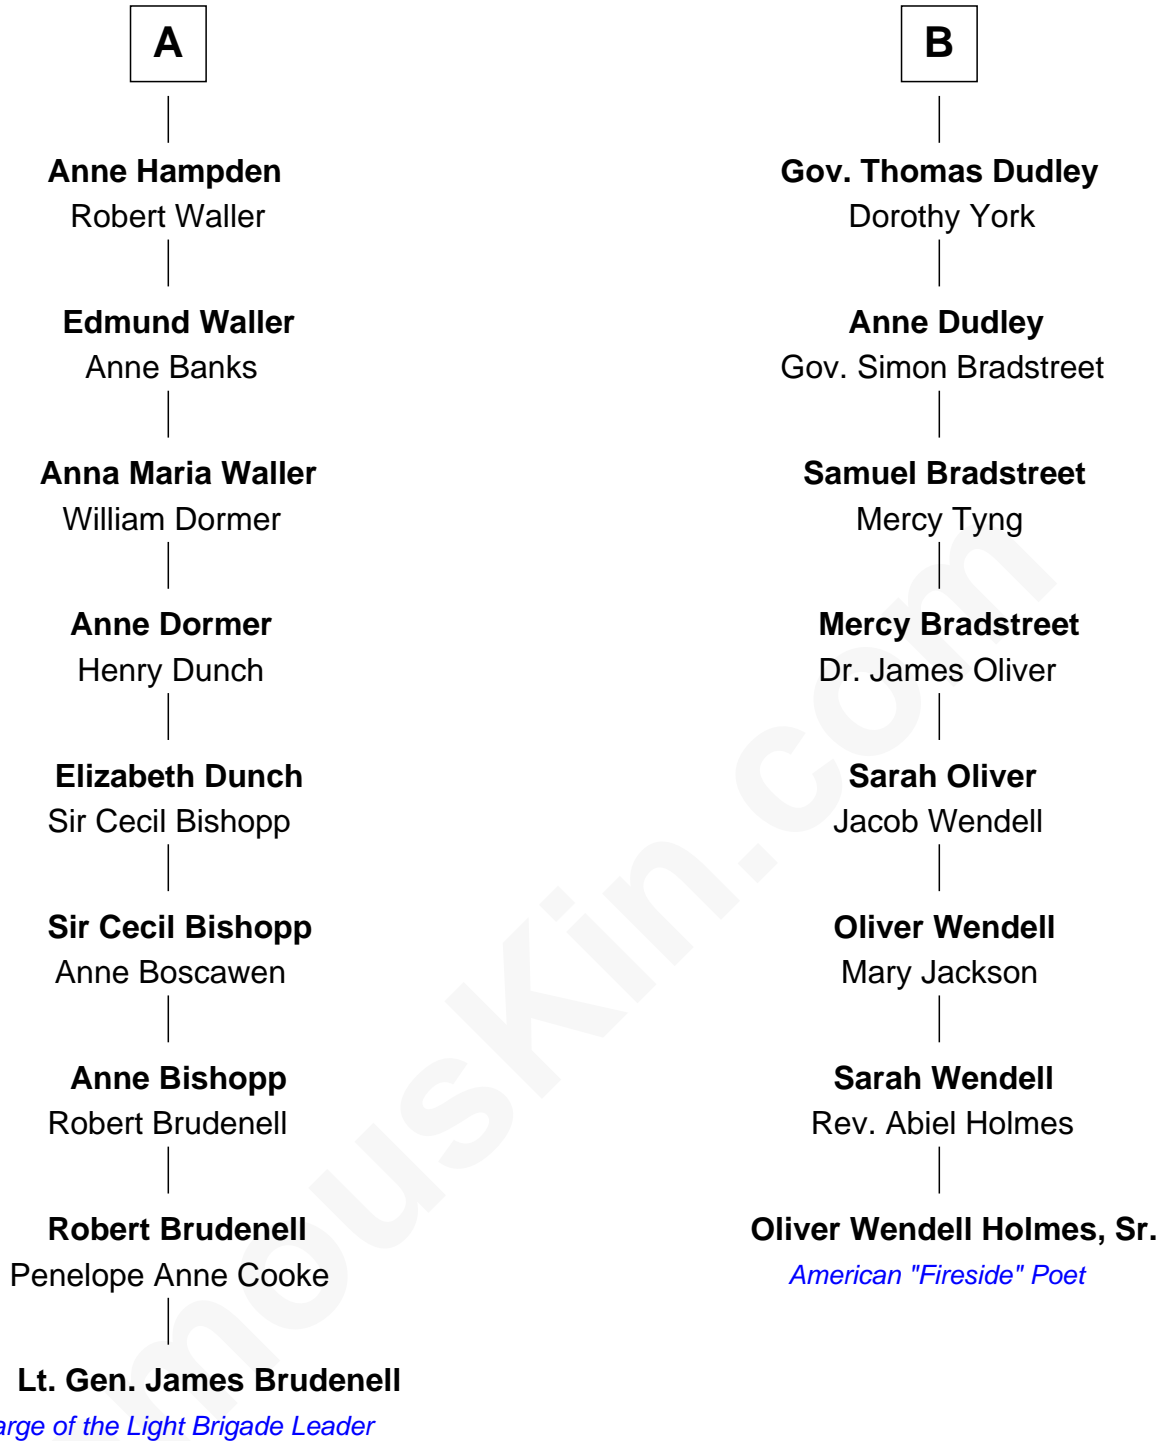 A
Anne Hampden
Robert Waller
Edmund Waller
Anne Banks
Anna Maria Waller
William Dormer
Anne Dormer
Henry Dunch
Elizabeth Dunch
Sir Cecil Bishopp
Sir Cecil Bishopp
Anne Boscawen
Anne Bishopp
Robert Brudenell
Robert Brudenell
Penelope Anne Cooke
Lt. Gen. James Brudenell
arge of the Light Brigade Leader
B
Gov. Thomas Dudley
Dorothy York
Anne Dudley
Gov. Simon Bradstreet
Samuel Bradstreet
Mercy Tyng
Mercy Bradstreet
Dr. James Oliver
Sarah Oliver
Jacob Wendell
Oliver Wendell
Mary Jackson
Sarah Wendell
Rev. Abiel Holmes
Oliver Wendell Holmes, Sr.
American "Fireside" Poet
mousKin.com